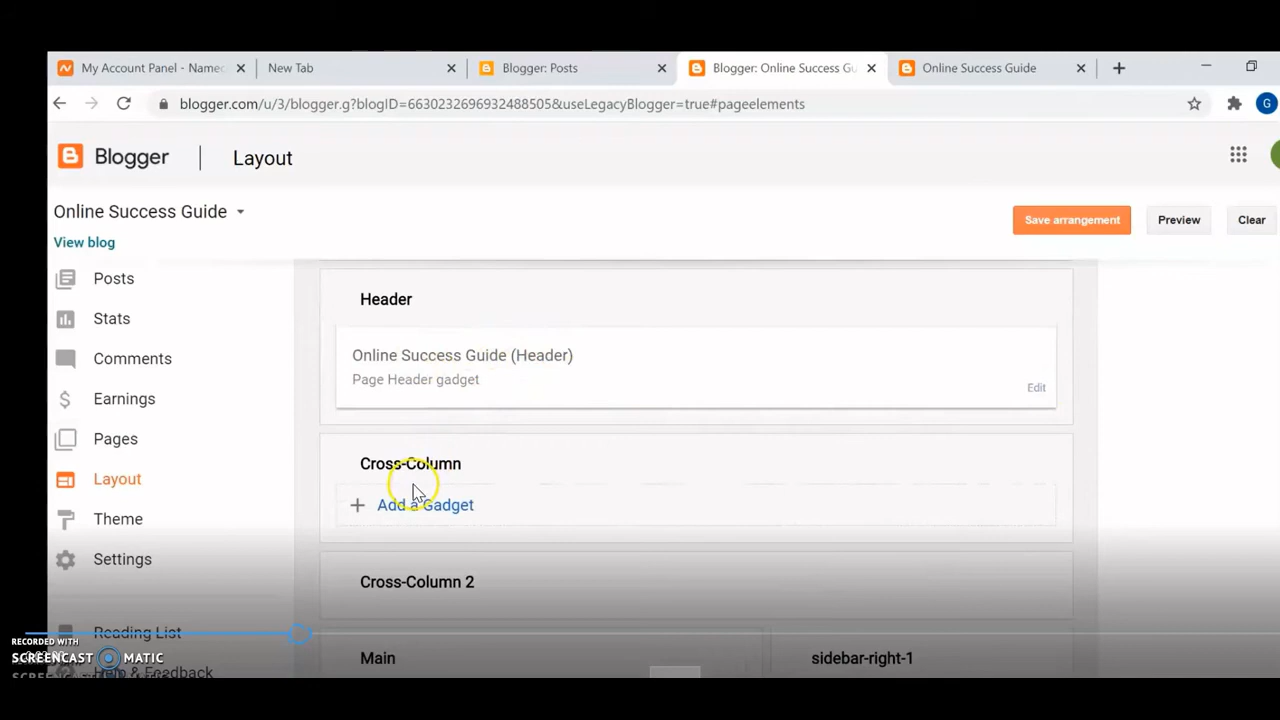 My Account Panel - Namec
New Tab
Blogger: Posts
Blogger: Online Success Gu
Online Success Guide
blogger.com/u/3/blogger.g?blogID=6630232696932488505&useLegacyBlogger=true#pageelements
G
Blogger
Layout
Online Success Guide
Save arrangement
Preview
Clear
View blog
Posts
Stats
Comments
Earnings
Pages
Layout
Theme
Settings
Reading List
Help & Feedback
Header
Online Success Guide (Header)
Page Header gadget
Edit
Cross-Column
Add a Gadget
Cross-Column 2
Main
sidebar-right-1
RECORDED WITH
SCREENCAST MATIC